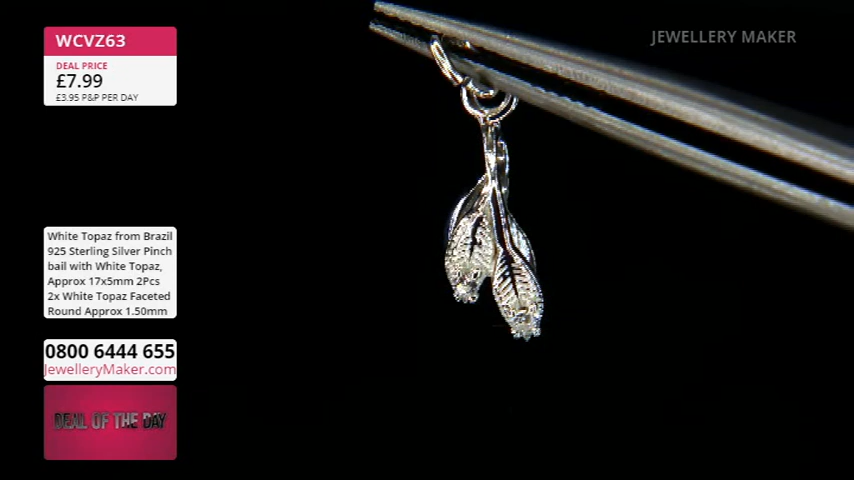 WCVZ63
DEAL PRICE
£7.99
£3.95 P&P PER DAY
JEWELLERY MAKER
White Topaz from Brazil
925 Sterling Silver Pinch
bail with White Topaz,
Approx 17x5mm 2Pcs
2x White Topaz Faceted
Round Approx 1.50mm
0800 6444 655
JewelleryMaker.com
DEAL OF THE DAY